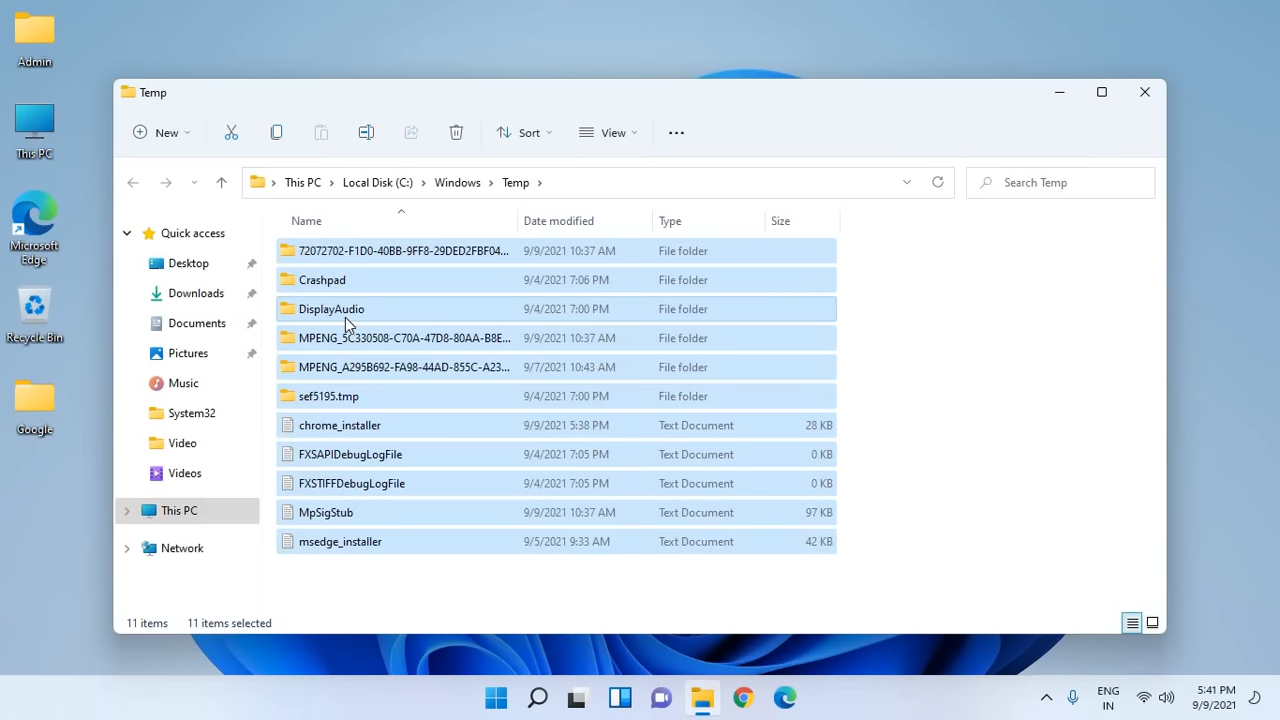 Admin
This PC
Microsoft
Edge
Recycle Bin
Google
Temp
New
Sort
View
This PC
Local Disk (C:)
Windows
Temp
Search Temp
Quick access
Desktop
Downloads
Documents
Pictures
Music
System32
Video
Videos
This PC
Network
Name Date modified Type Size
72072702-F1D0-40BB-9FF8-29DED2FBF04... 9/9/2021 10:37 AM File folder
Crashpad 9/4/2021 7:06 PM File folder
DisplayAudio 9/4/2021 7:00 PM File folder
MPENG_5C330508-C70A-47D8-80AA-B8E... 9/9/2021 10:37 AM File folder
MPENG_A295B692-FA98-44AD-855C-A23... 9/7/2021 10:43 AM File folder
sef5195.tmp 9/4/2021 7:00 PM File folder
chrome_installer 9/9/2021 5:38 PM Text Document 28 KB
FXSAPIDebugLogFile 9/4/2021 7:05 PM Text Document 0 KB
FXSTIFFDebugLogFile 9/4/2021 7:05 PM Text Document 0 KB
MpSigStub 9/9/2021 10:37 AM Text Document 97 KB
msedge_installer 9/5/2021 9:33 AM Text Document 42 KB
11 items 11 items selected
ENG
IN
5:41 PM
9/9/2021